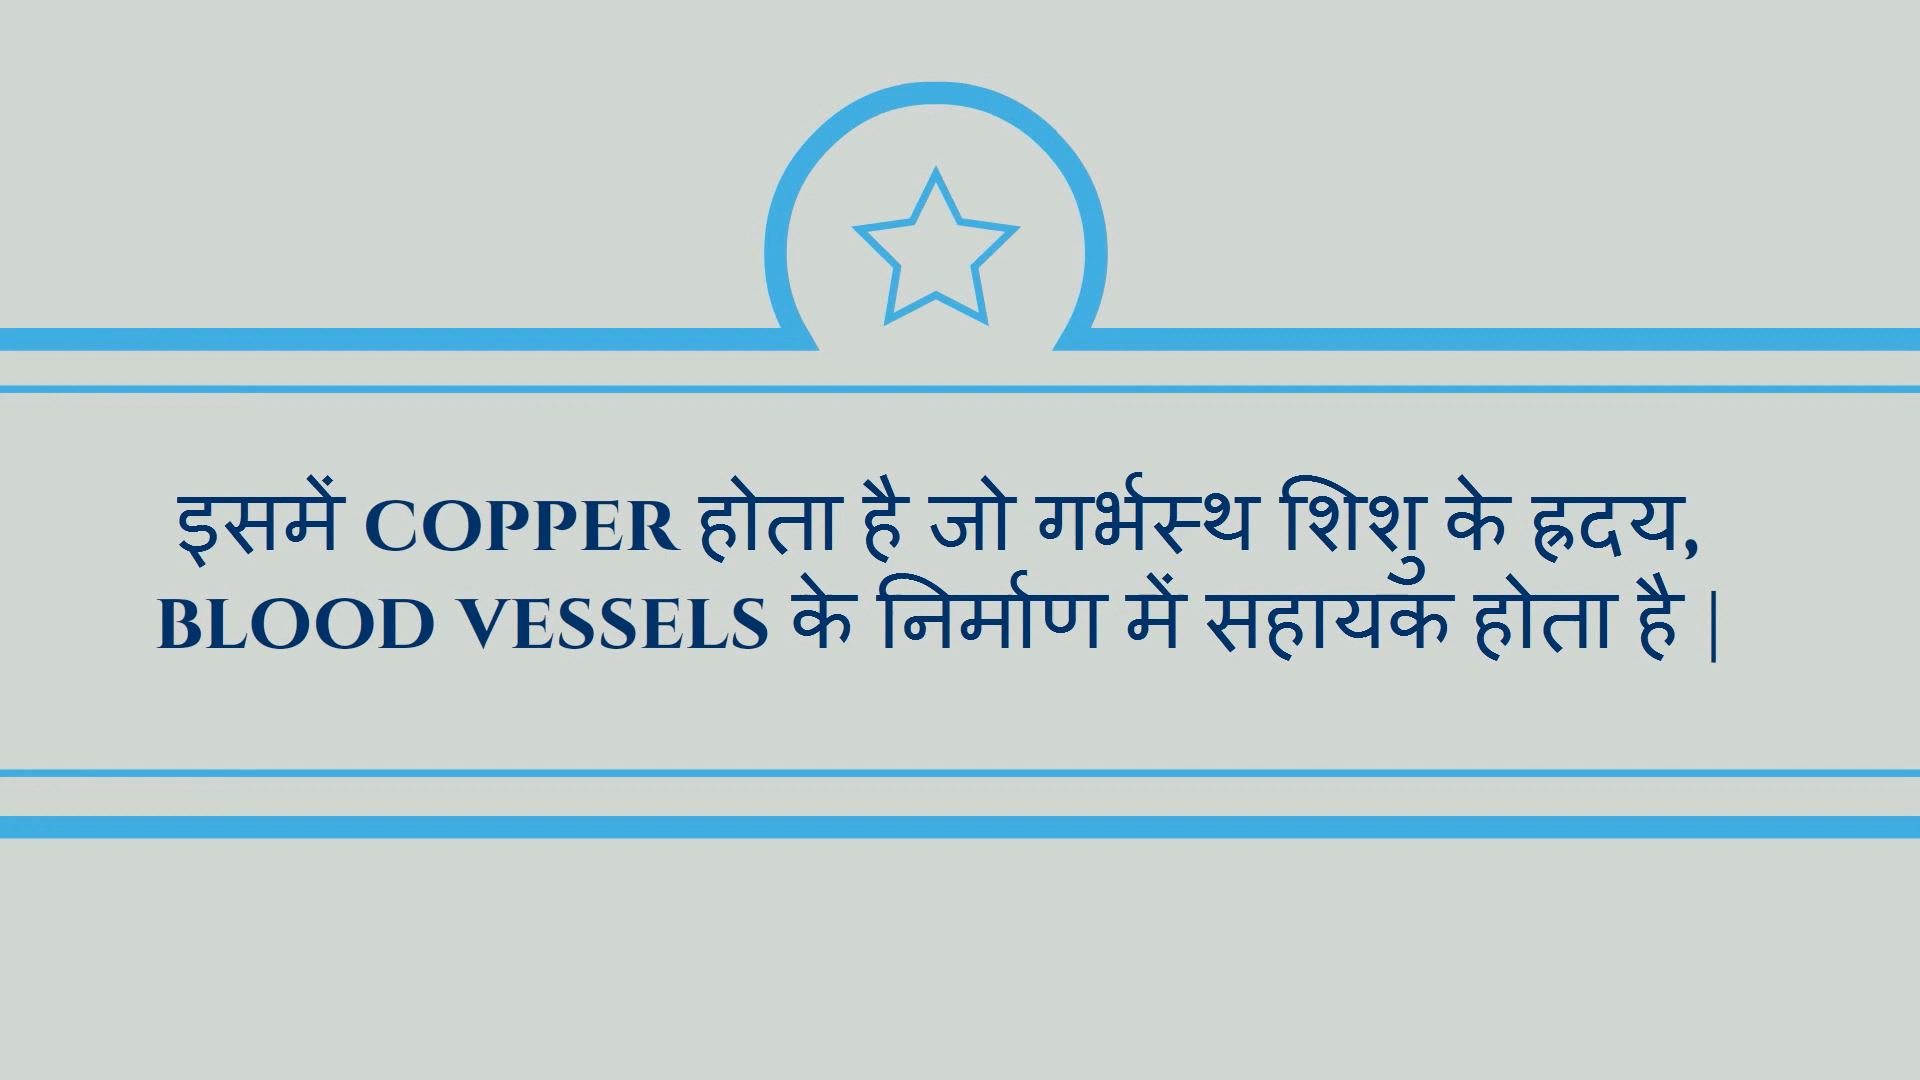 इसमें COPPER होता है जो गर्भस्थ शिशु के ह्रदय,
BLOOD VESSELS के निर्माण में सहायक होता है |